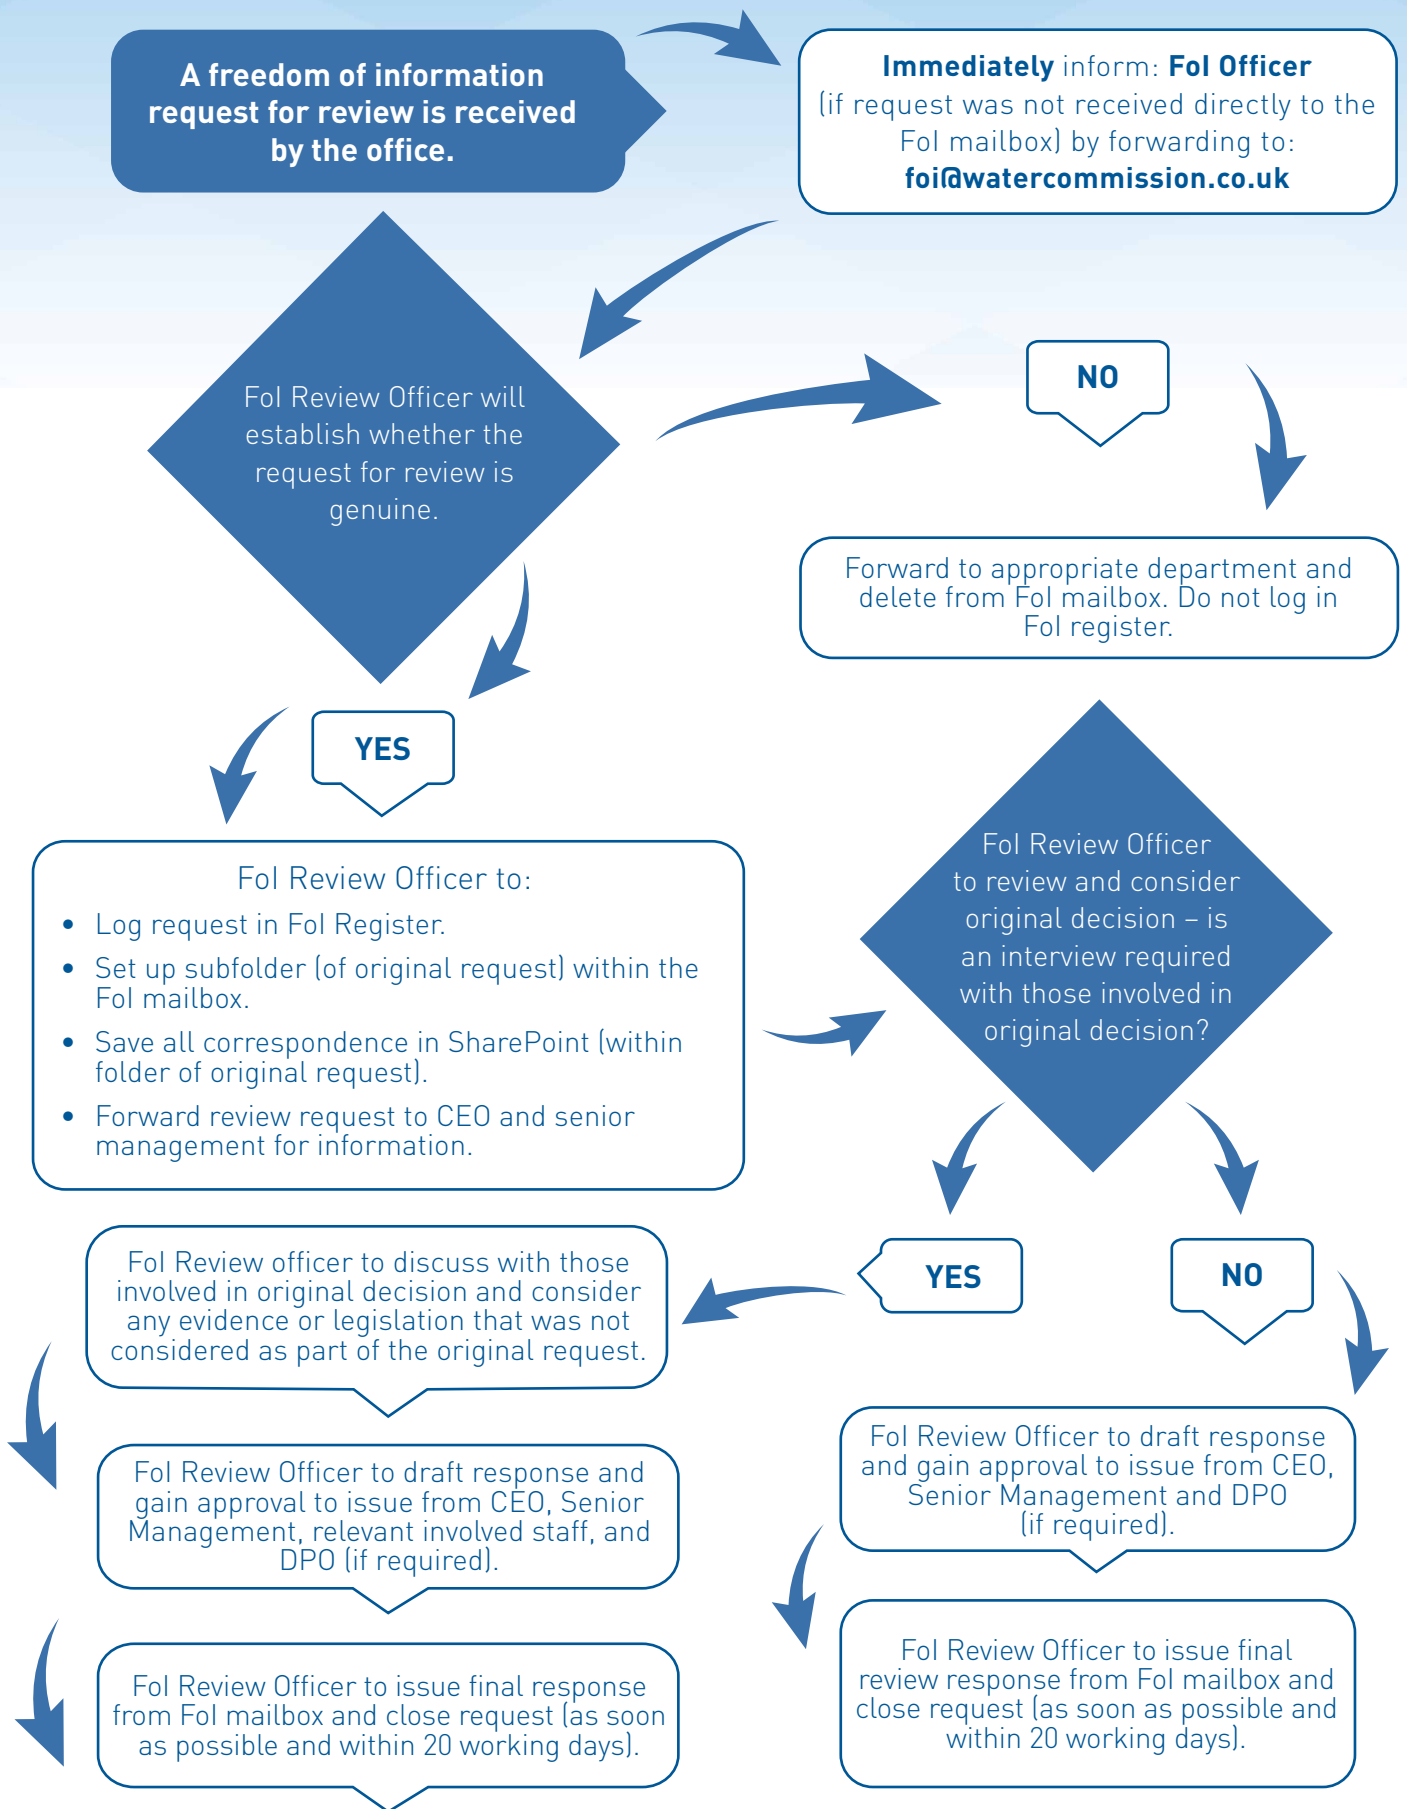 A freedom of information
request for review is received
by the office.
Immediately inform: FoI Officer
(if request was not received directly to the
FoI mailbox) by forwarding to:
foi@watercommission.co.uk
FoI Review Officer will
establish whether the
request for review is
genuine.
NO
Forward to appropriate department and
delete from FoI mailbox. Do not log in
FoI register.
YES
FoI Review Officer to:
• Log request in FoI Register.
• Set up subfolder (of original request) within the
FoI mailbox.
• Save all correspondence in SharePoint (within
folder of original request).
• Forward review request to CEO and senior
management for information.
FoI Review Officer
to review and consider
original decision – is
an interview required
with those involved in
original decision?
YES
NO
FoI Review officer to discuss with those
involved in original decision and consider
any evidence or legislation that was not
considered as part of the original request.
FoI Review Officer to draft response and
gain approval to issue from CEO, Senior
Management, relevant involved staff, and
DPO (if required).
FoI Review Officer to issue final response
from FoI mailbox and close request (as soon
as possible and within 20 working days).
FoI Review Officer to draft response
and gain approval to issue from CEO,
Senior Management and DPO
(if required).
FoI Review Officer to issue final
review response from FoI mailbox and
close request (as soon as possible and
within 20 working days).